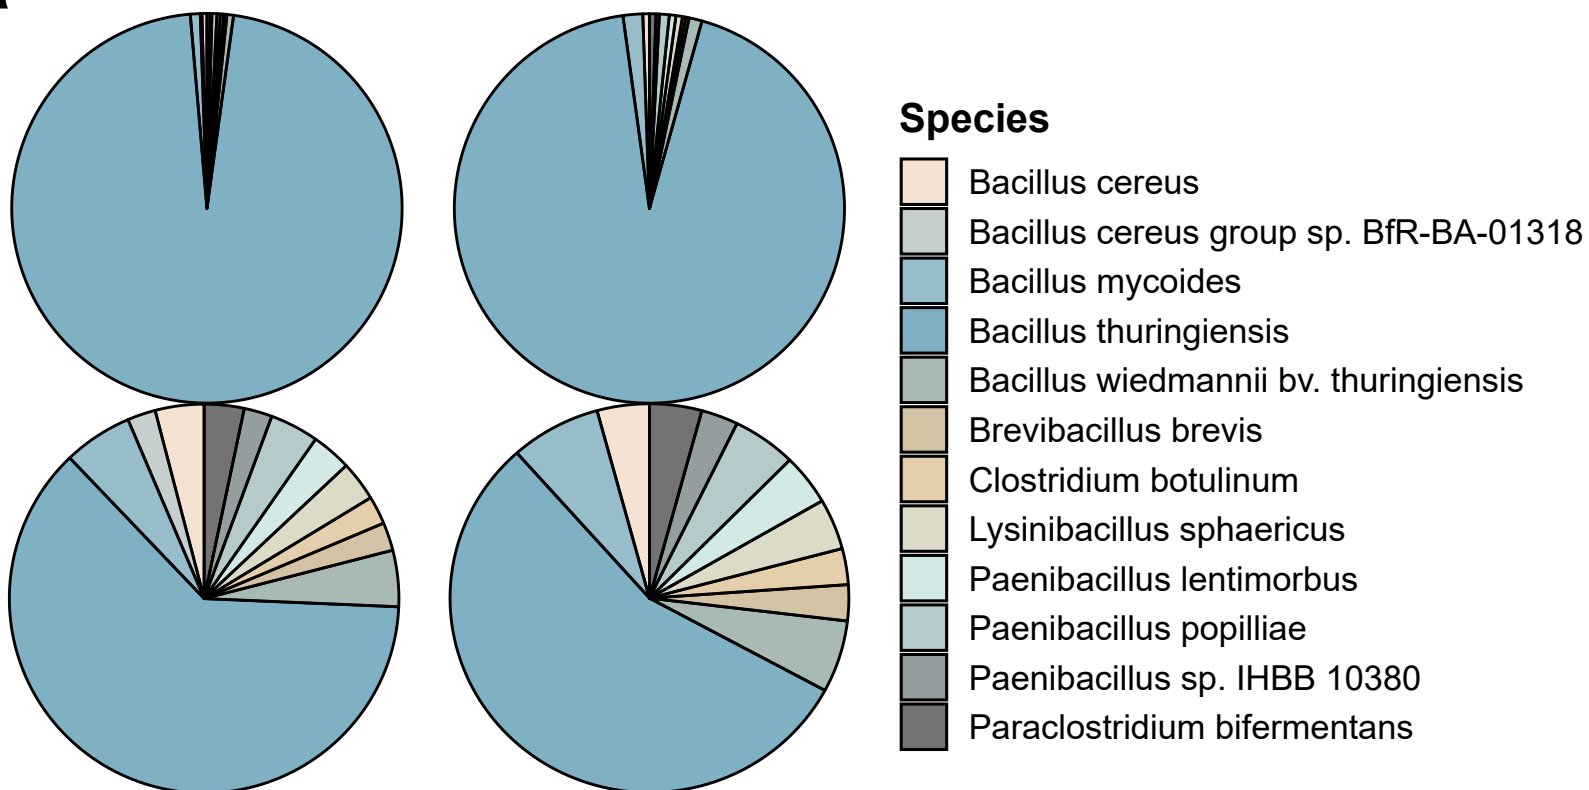 Species
Bacillus cereus
Bacillus cereus group sp. BfR-BA-01318
Bacillus mycoides
Bacillus thuringiensis
Bacillus wiedmannii bv. thuringiensis
Brevibacillus brevis
Clostridium botulinum
Lysinibacillus sphaericus
Paenibacillus lentimorbus
Paenibacillus popilliae
Paenibacillus sp. IHBB 10380
Paraclostridium bifermentans